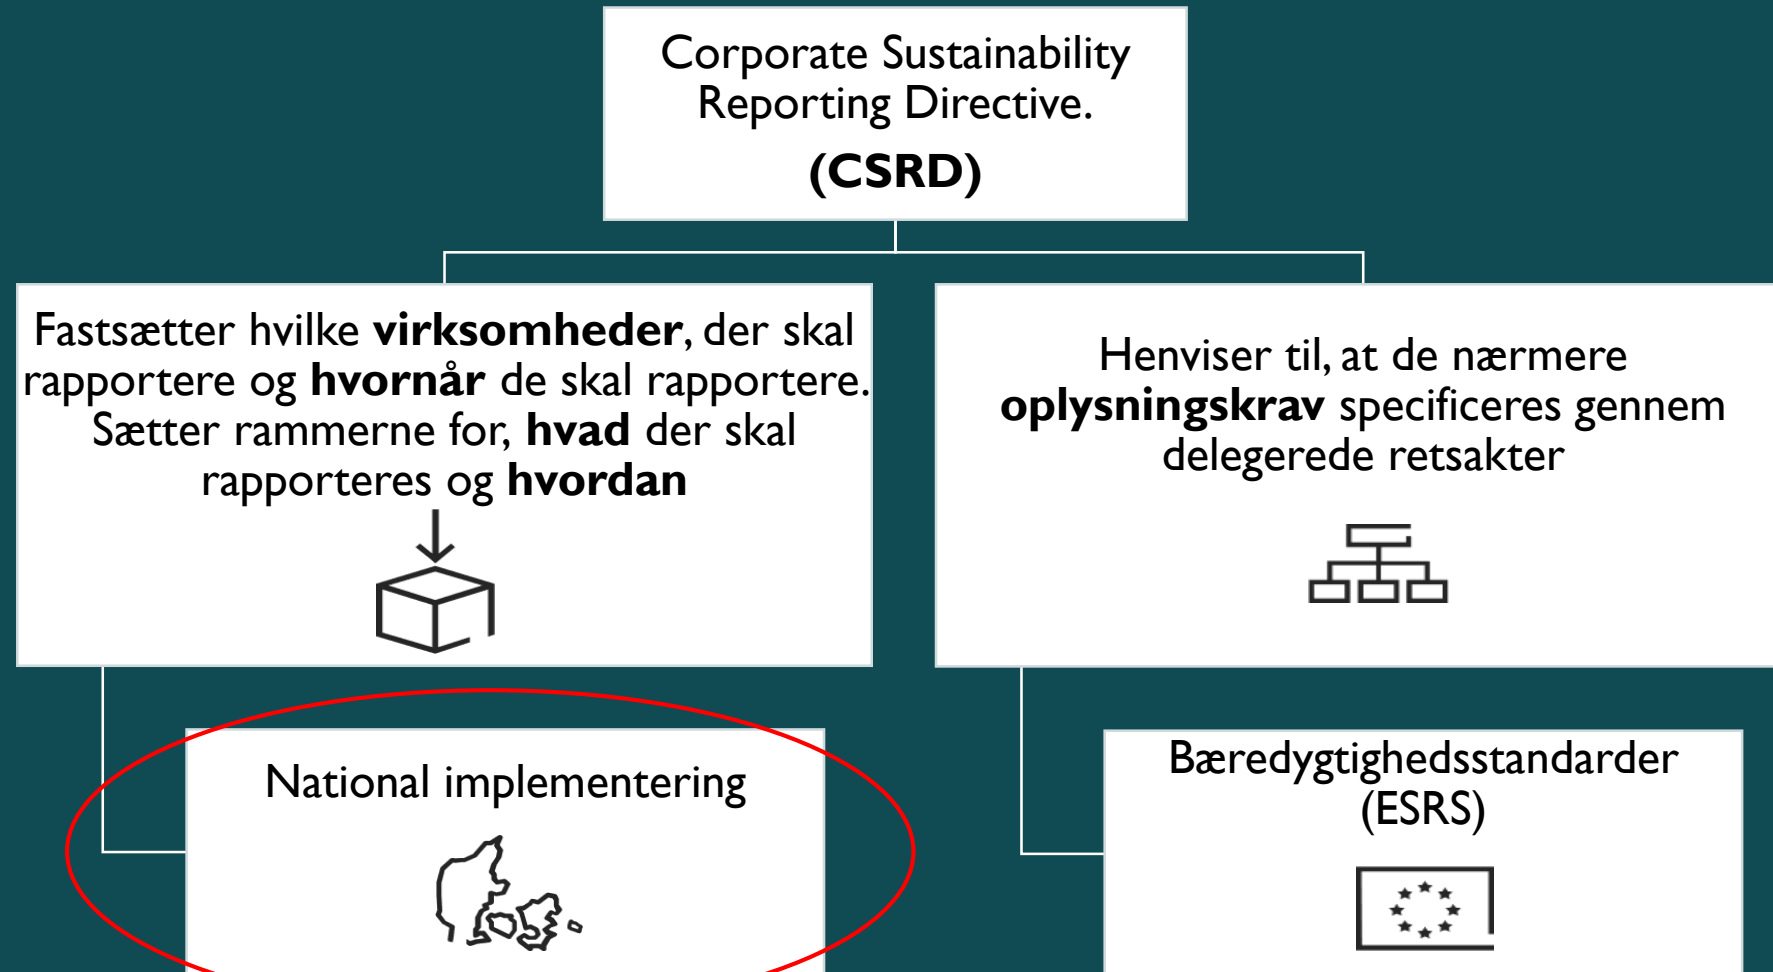 Corporate Sustainability
Reporting Directive.
(CSRD)
Fastsætter hvilke virksomheder, der skal
rapportere og hvornår de skal rapportere.
Sætter rammerne for, hvad der skal
rapporteres og hvordan
Henviser til, at de nærmere
oplysningskrav specificeres gennem
delegerede retsakter
National implementering
Bæredygtighedsstandarder
(ESRS)